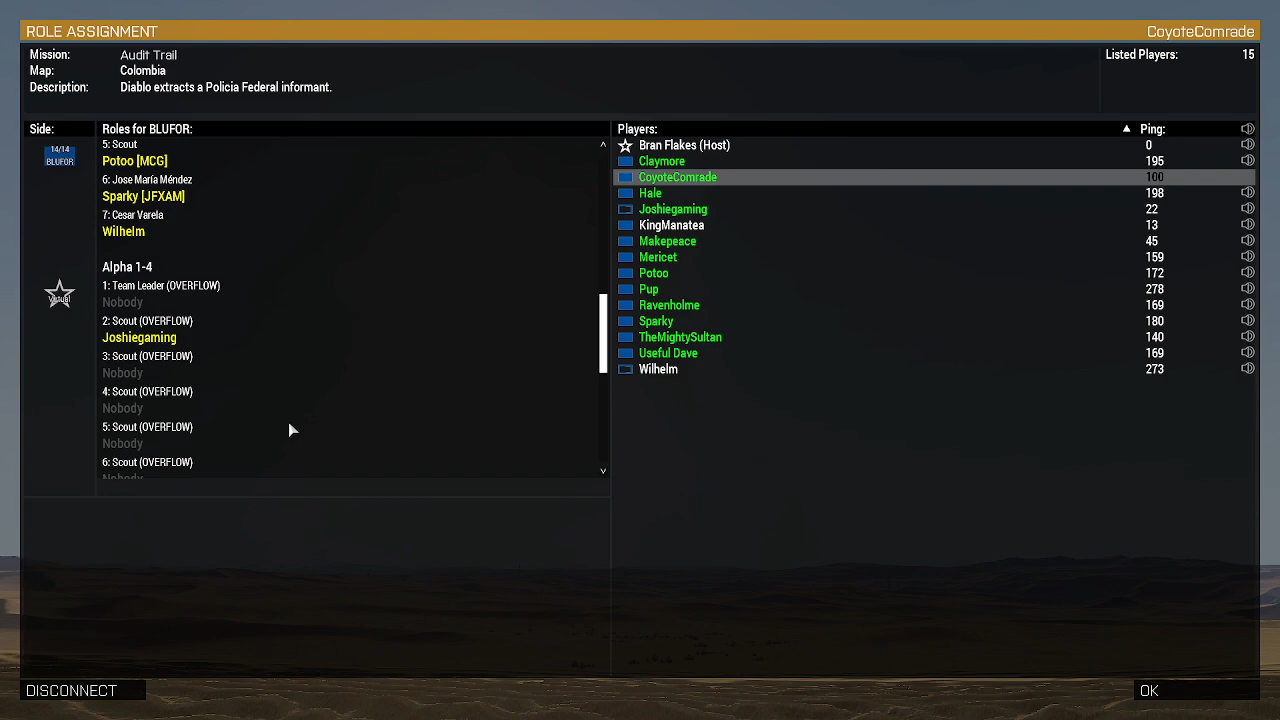 ROLE ASSIGNMENT
CoyoteComrade
Mission: Audit Trail
Map: Colombia
Description: Diablo extracts a Policia Federal informant.
Listed Players: 15
Side:
14/14
BLUFOR
Virtual
Roles for BLUFOR:
5: Scout
Potoo [MCG]
6: Jose María Méndez
Sparky [JFXAM]
7: Cesar Varela
Wilhelm
Alpha 1-4
1: Team Leader (OVERFLOW)
Nobody
2: Scout (OVERFLOW)
Joshiegaming
3: Scout (OVERFLOW)
Nobody
4: Scout (OVERFLOW)
Nobody
5: Scout (OVERFLOW)
Nobody
6: Scout (OVERFLOW)
Nobody
Players: Ping:
Bran Flakes (Host) 0
Claymore 195
CoyoteComrade 100
Hale 198
Joshiegaming 22
KingManatea 13
Makepeace 45
Mericet 159
Potoo 172
Pup 278
Ravenholme 169
Sparky 180
TheMightySultan 140
Useful Dave 169
Wilhelm 273
DISCONNECT
OK